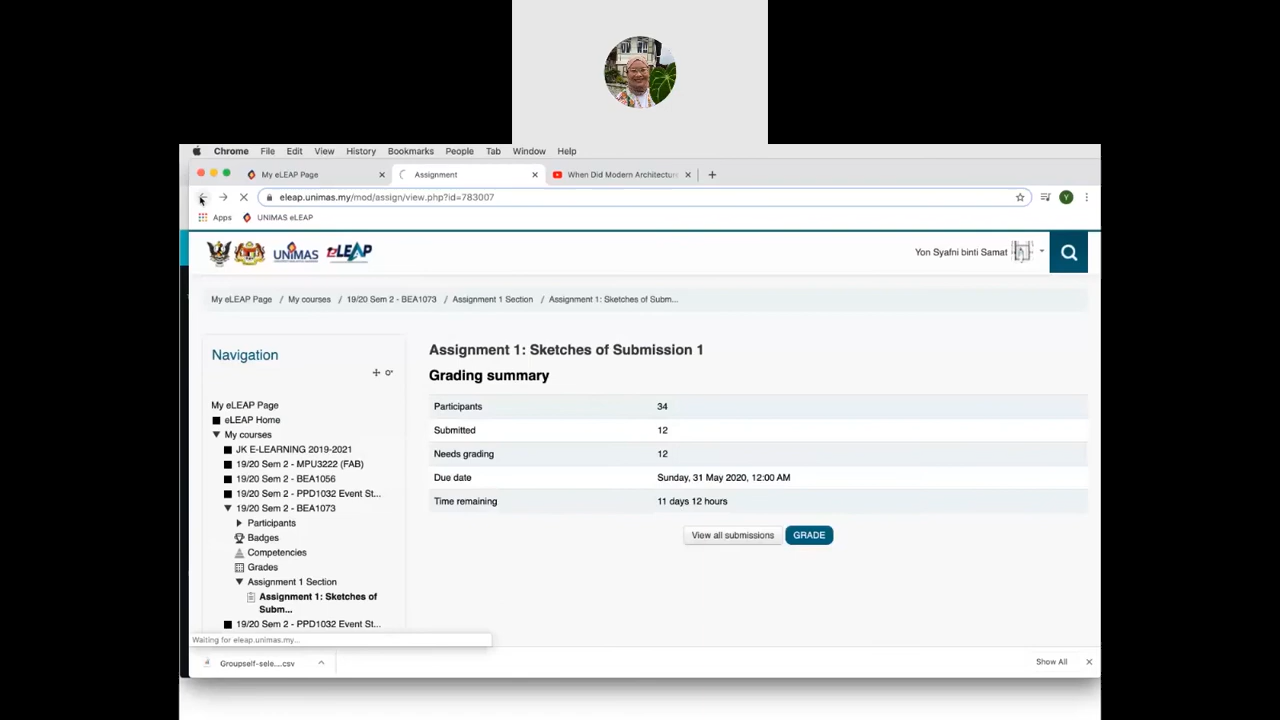 Chrome File Edit View History Bookmarks People Tab Window Help
My eLEAP Page
Assignment
When Did Modern Architecture
eleap.unimas.my/mod/assign/view.php?id=783007
Y
Apps UNIMAS eLEAP
UNIMAS eLEAP
Yon Syafni binti Samat
My eLEAP Page / My courses / 19/20 Sem 2 - BEA1073 / Assignment 1 Section / Assignment 1: Sketches of Subm...
Navigation
My eLEAP Page
eLEAP Home
My courses
JK E-LEARNING 2019-2021
19/20 Sem 2 - MPU3222 (FAB)
19/20 Sem 2 - BEA1056
19/20 Sem 2 - PPD1032 Event St...
19/20 Sem 2 - BEA1073
Participants
Badges
Competencies
Grades
Assignment 1 Section
Assignment 1: Sketches of
Subm...
19/20 Sem 2 - PPD1032 Event St...
Assignment 1: Sketches of Submission 1
Grading summary
Participants 34
Submitted 12
Needs grading 12
Due date Sunday, 31 May 2020, 12:00 AM
Time remaining 11 days 12 hours
View all submissions GRADE
Waiting for eleap.unimas.my...
Groupself-sele....csv
Show All